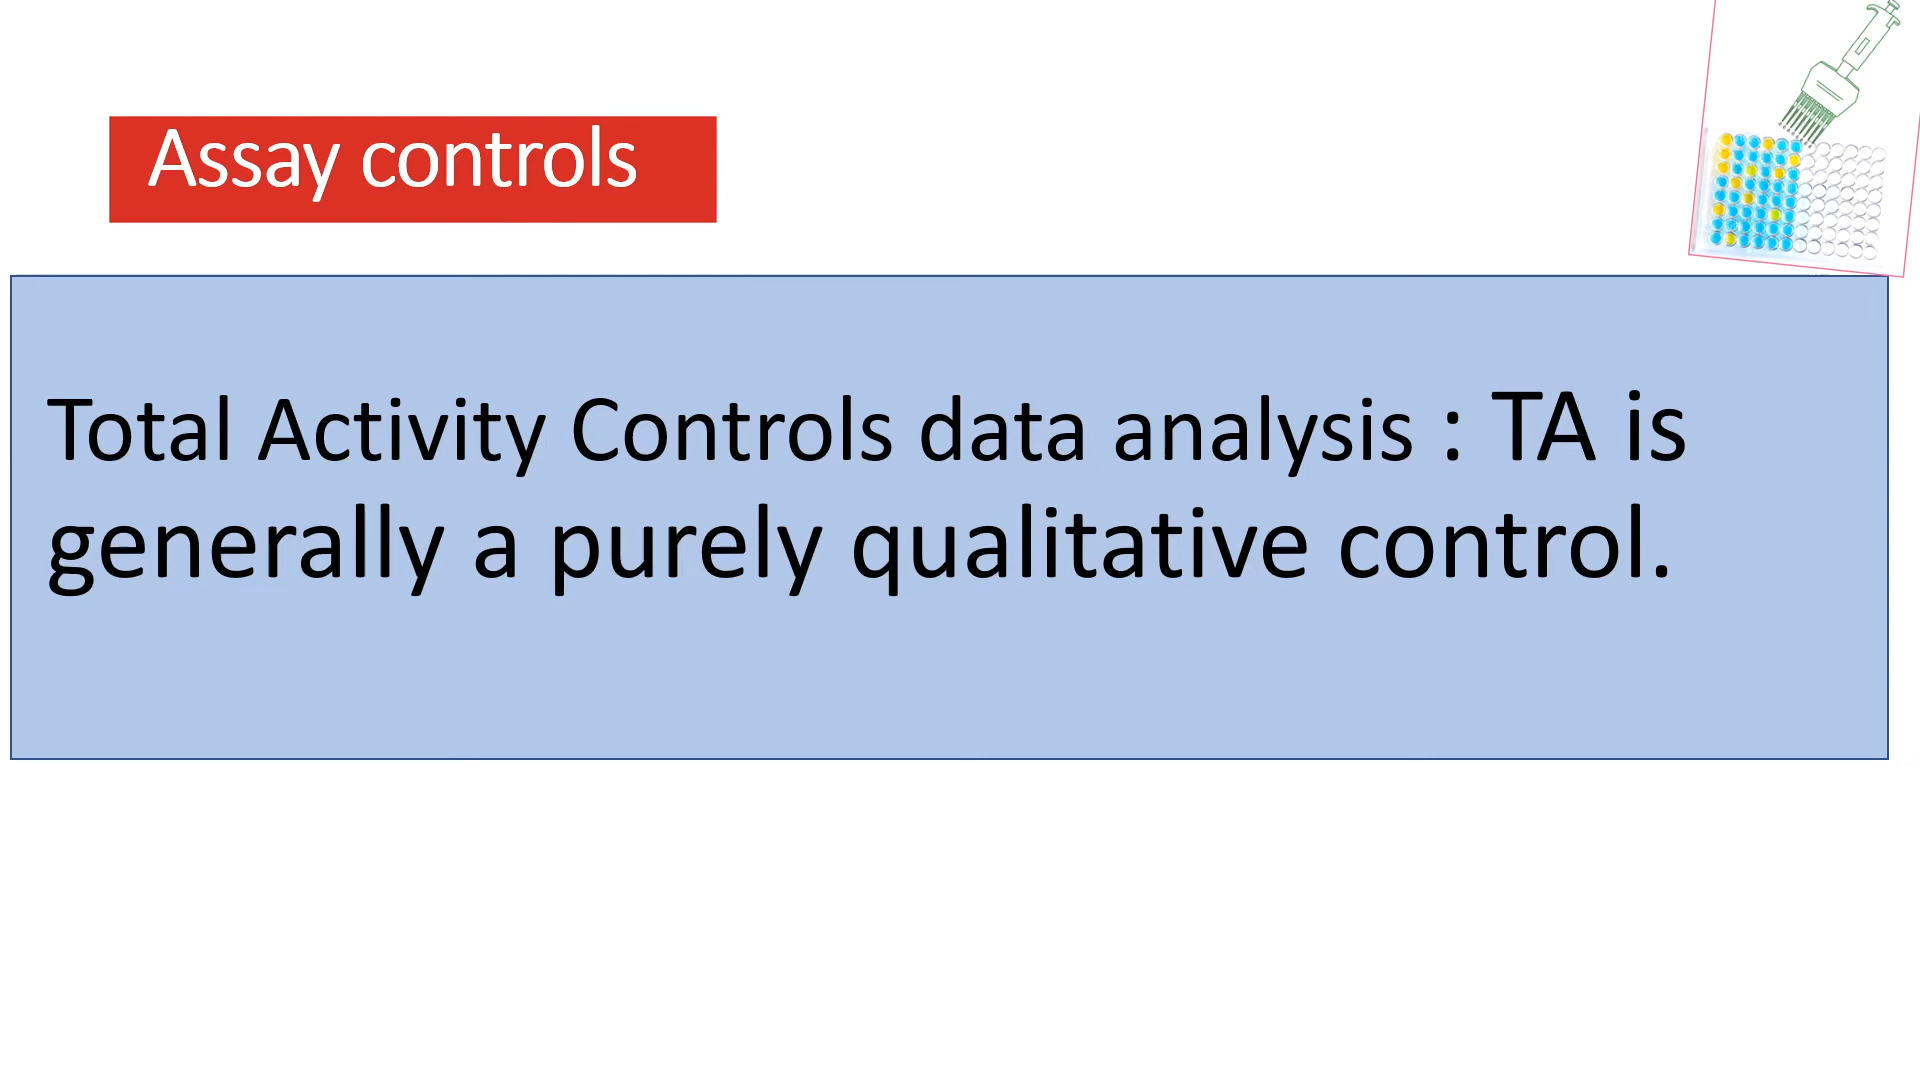 Assay controls
Total Activity Controls data analysis : TA is
generally a purely qualitative control.